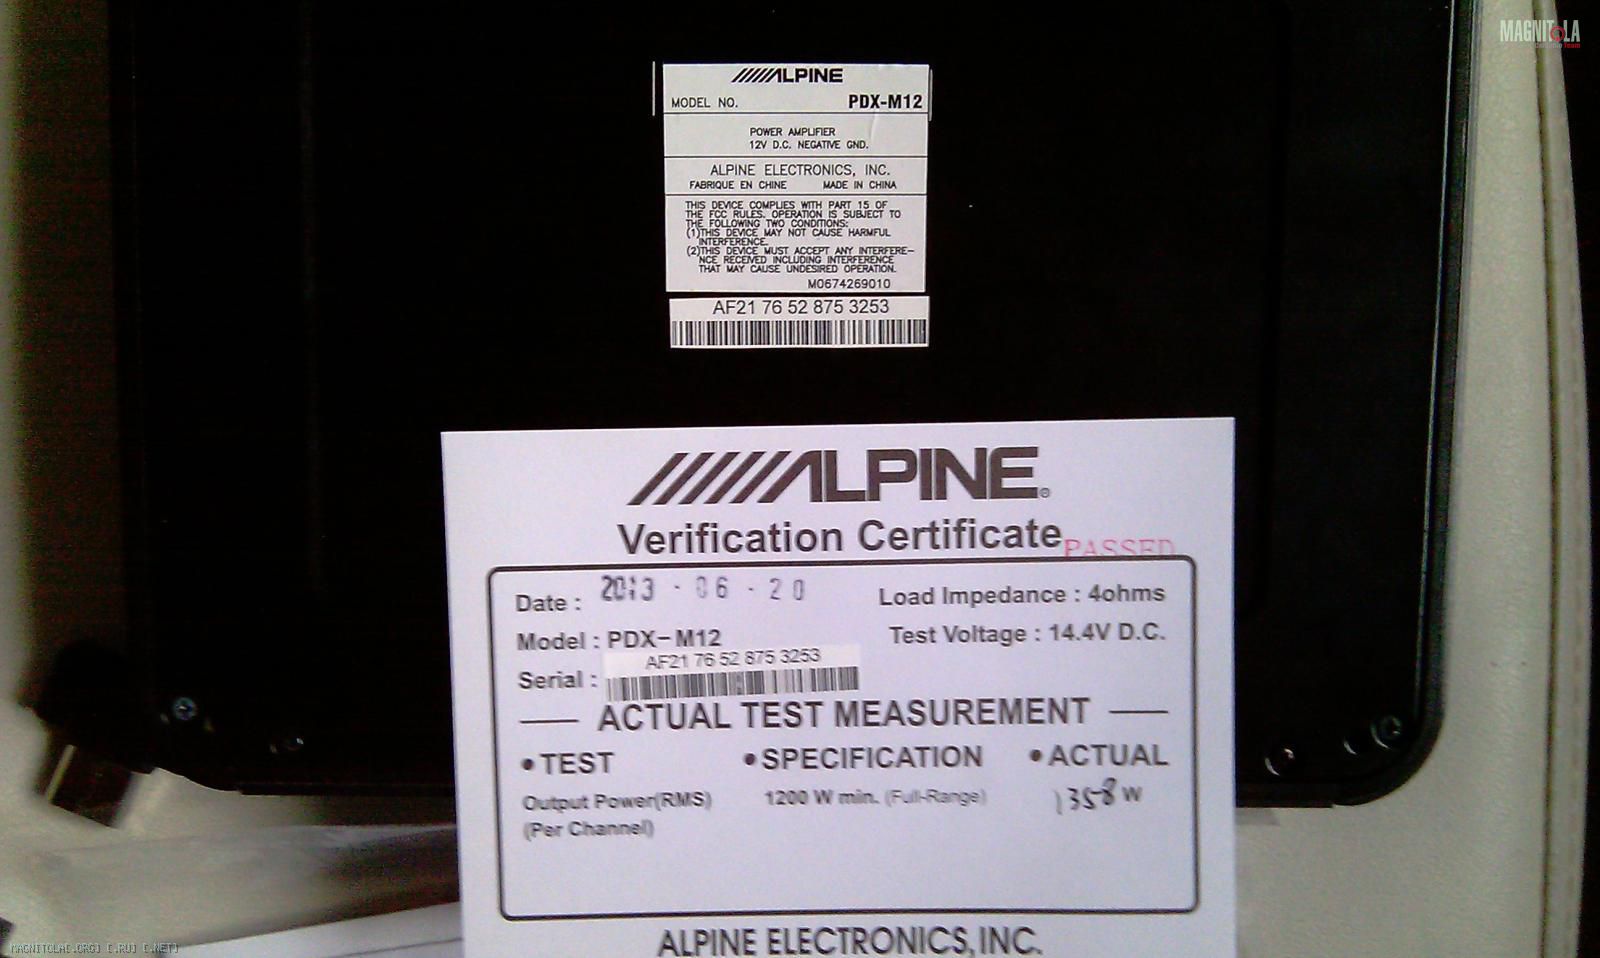 MAGNITOLA
ALPINE
MODEL NO. PDX-M12
POWER AMPLIFIER
12V D.C. NEGATIVE GND.
ALPINE ELECTRONICS, INC.
FABRIQUE EN CHINE MADE IN CHINA
THIS DEVICE COMPLIES WITH PART 15 OF
THE FCC RULES. OPERATION IS SUBJECT TO
THE FOLLOWING TWO CONDITIONS:
(1)THIS DEVICE MAY NOT CAUSE HARMFUL
INTERFERENCE.
(2)THIS DEVICE MUST ACCEPT ANY INTERFERE-
NCE RECEIVED INCLUDING INTERFERENCE
THAT MAY CAUSE UNDESIRED OPERATION.
M0674269010
AF21 76 52 875 3253
ALPINE®
Verification Certificate
PASSED
Date : 2013 - 06 - 20
Load Impedance : 4ohms
Model : PDX-M12
Test Voltage : 14.4V D.C.
AF21 76 52 875 3253
Serial :
ACTUAL TEST MEASUREMENT
• TEST • SPECIFICATION • ACTUAL
Output Power(RMS) 1200 W min. (Full-Range) 1358 W
(Per Channel)
ALPINE ELECTRONICS, INC.
MAGNITOLA[.ORG] [.RU] [.NET]